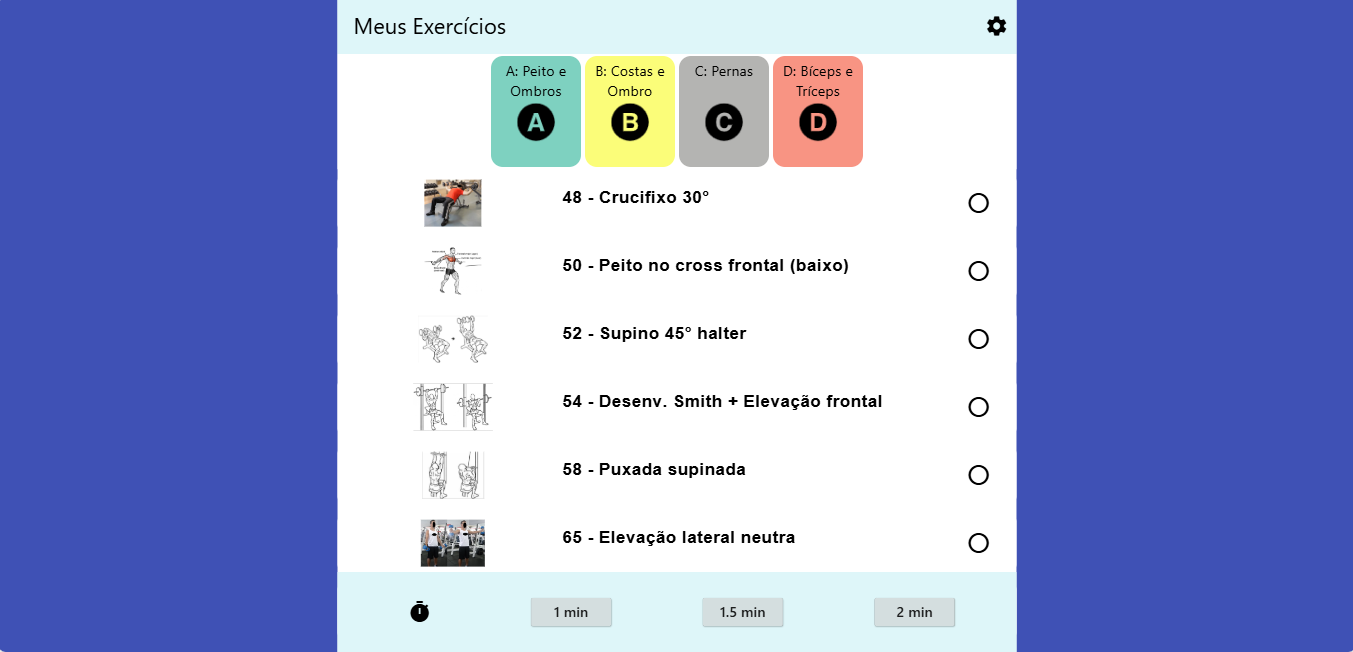 Meus Exercícios
A: Peito e
Ombros
A
B: Costas e
Ombro
B
C: Pernas
C
D: Bíceps e
Tríceps
D
48 - Crucifixo 30°
50 - Peito no cross frontal (baixo)
52 - Supino 45° halter
54 - Desenv. Smith + Elevação frontal
58 - Puxada supinada
65 - Elevação lateral neutra
1 min
1.5 min
2 min